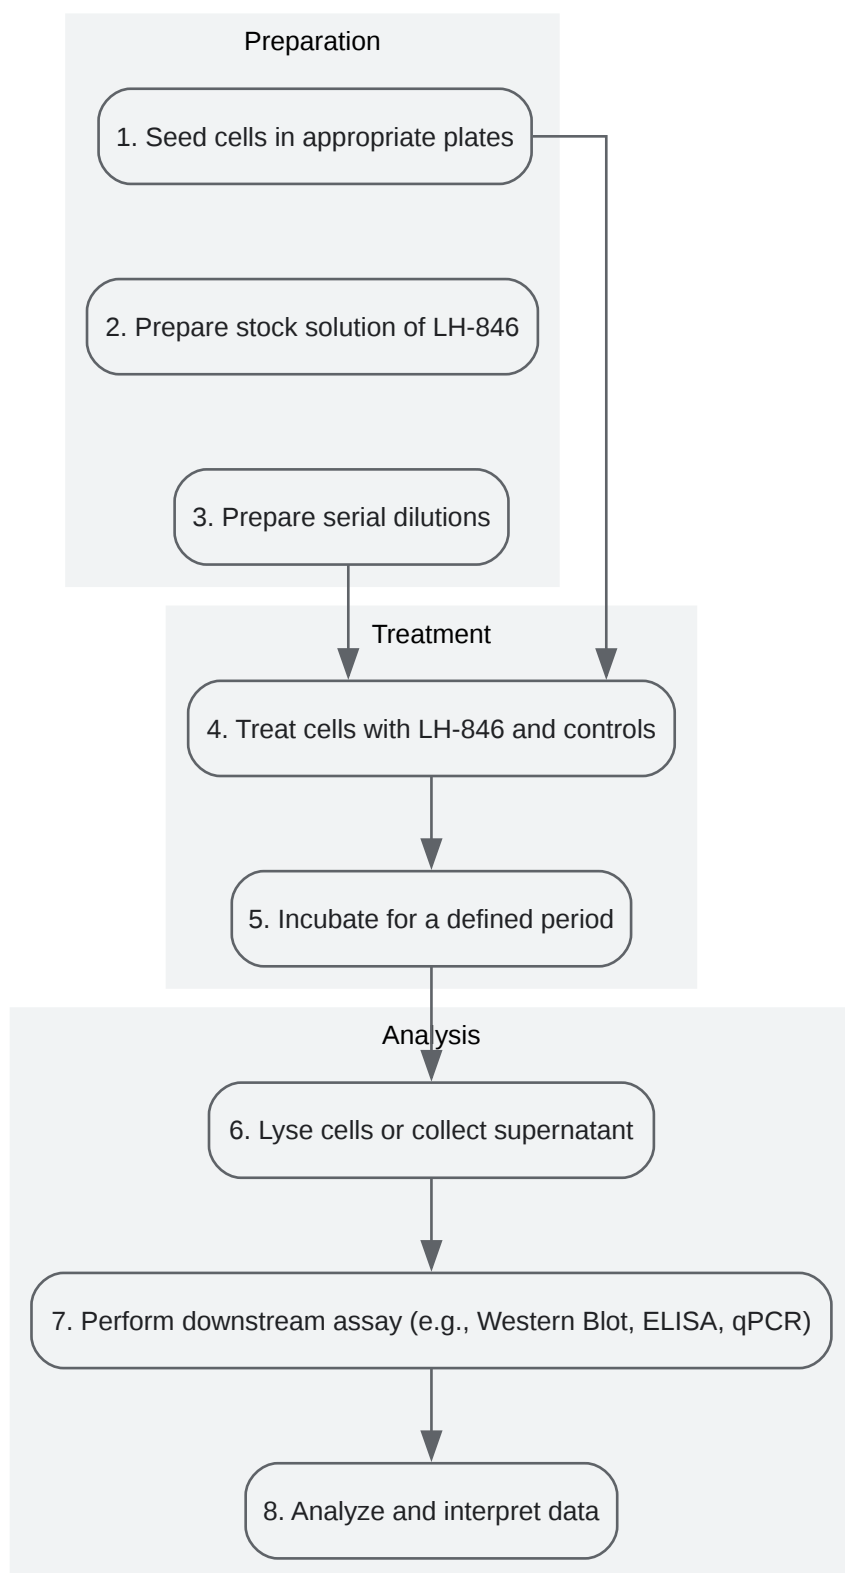 Preparation
1. Seed cells in appropriate plates
2. Prepare stock solution of LH-846
3. Prepare serial dilutions
Treatment
4. Treat cells with LH-846 and controls
5. Incubate for a defined period
Analysis
6. Lyse cells or collect supernatant
7. Perform downstream assay (e.g., Western Blot, ELISA, qPCR)
8. Analyze and interpret data